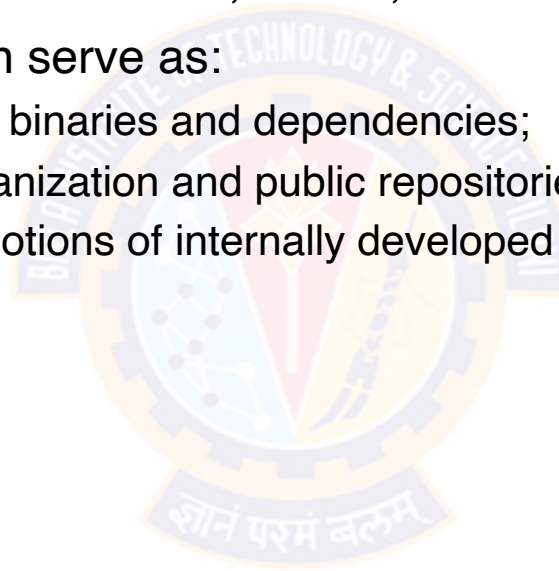 n serve as:
binaries and dependencies;
anization and public repositorie
otions of internally developed
TECHNOLOGY &
ज्ञानं परमं बलम्